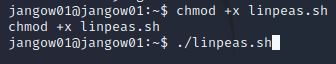 jangow01@jangow01:~$ chmod +x linpeas.sh
chmod +x linpeas.sh
jangow01@jangow01:~$ ./linpeas.sh